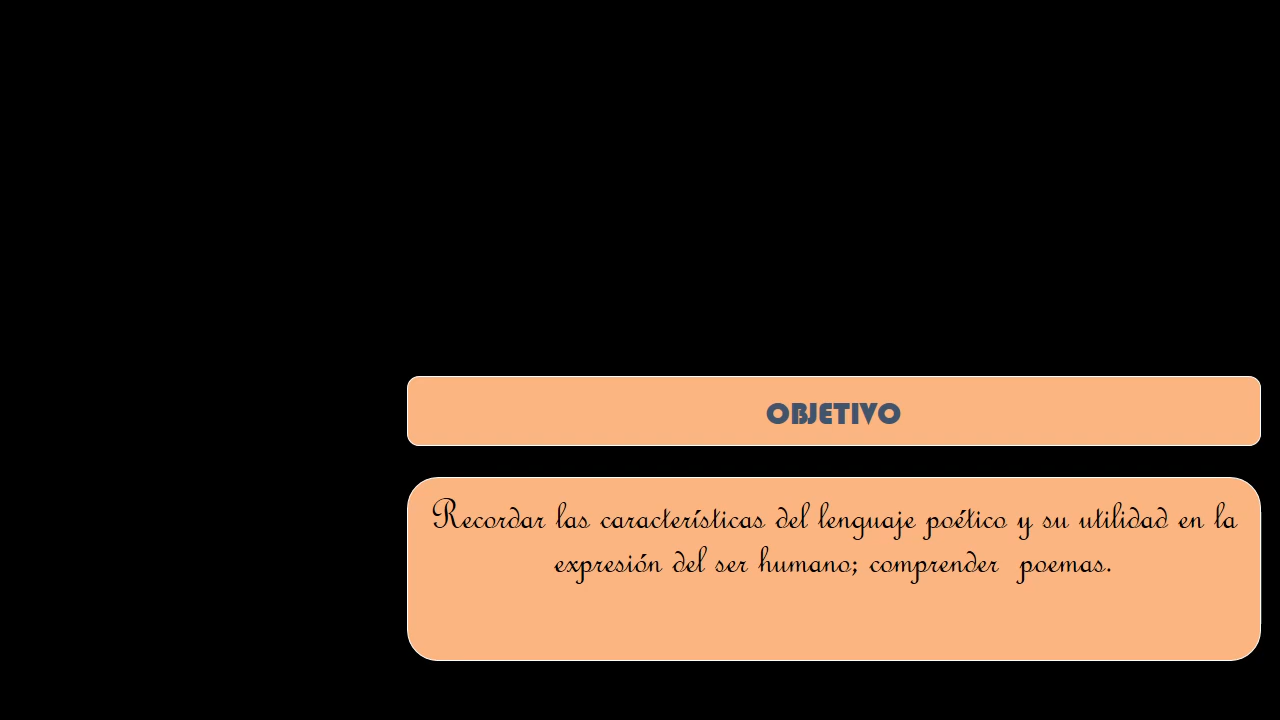 OBJETIVO
Recordar las características del lenguaje poético y su utilidad en la
expresión del ser humano; comprender poemas.